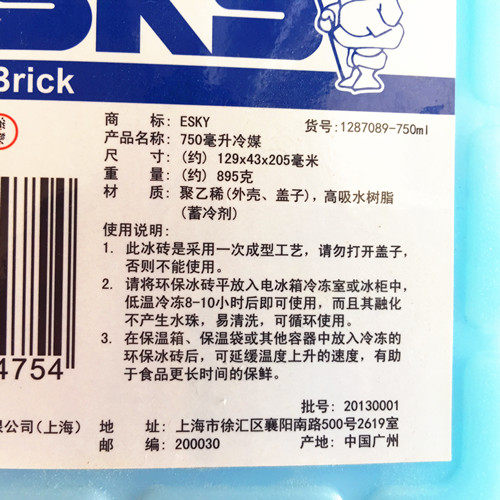 ESKY
Brick
商 标: ESKY
货号: 1287089-750ml
产品名称: 750毫升冷媒
尺 寸: (约) 129x43x205毫米
重 量: (约) 895克
材 质: 聚乙稀(外壳、盖子), 高吸水树脂
(蓄冷剂)
使用说明:
1. 此冰砖是采用一次成型工艺, 请勿打开盖子,
否则不能使用。
2. 请将环保冰砖平放入电冰箱冷冻室或冰柜中,
低温冷冻8-10小时后即可使用, 而且其融化
不产生水珠, 易清洗, 可循环使用。
3. 在保温箱、保温袋或其他容器中放入冷冻的
环保冰砖后, 可延缓温度上升的速度, 有助
于食品更长时间的保鲜。
4754
批号: 20130001
限公司(上海)
地 址: 上海市徐汇区襄阳南路500号2619室
邮 编: 200030
产地: 中国广州